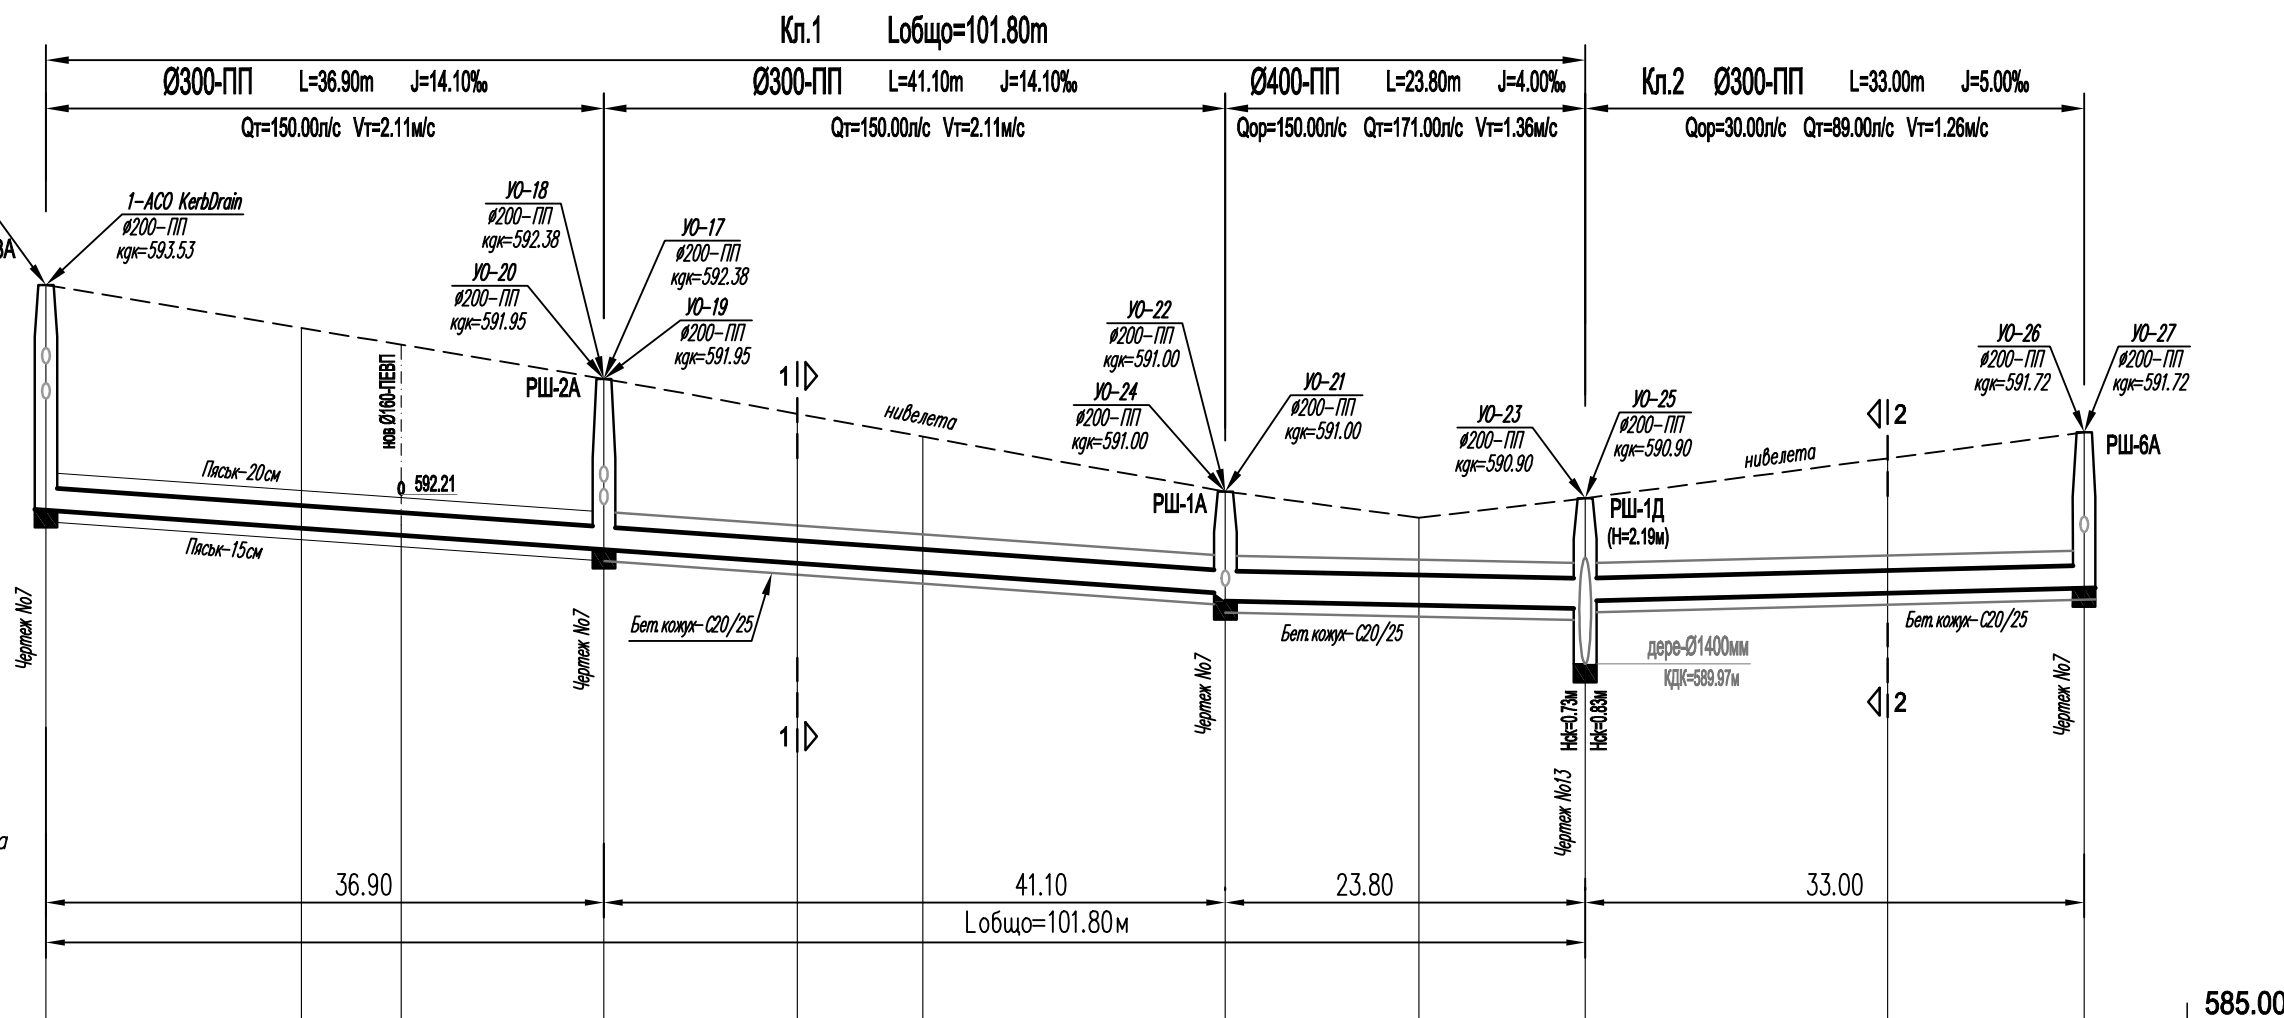 Кл.1 Lобщо=101.80m
Ø300-ПП L=36.90m J=14.10‰
Ø300-ПП L=41.10m J=14.10‰
Ø400-ПП L=23.80m J=4.00‰
Кл.2 Ø300-ПП L=33.00m J=5.00‰
Qт=150.00л/с Vт=2.11м/с
Qт=150.00л/с Vт=2.11м/с
Qор=150.00л/с Qт=171.00л/с Vт=1.36м/с
Qор=30.00л/с Qт=89.00л/с Vт=1.26м/с
1-ACO KerbDrain
ø200-ПП
кдк=593.53
3А
УО-18
ø200-ПП
кдк=592.38
УО-17
ø200-ПП
кдк=592.38
УО-20
ø200-ПП
кдк=591.95
УО-19
ø200-ПП
кдк=591.95
РШ-2А
УО-22
ø200-ПП
кдк=591.00
УО-24
ø200-ПП
кдк=591.00
УО-21
ø200-ПП
кдк=591.00
РШ-1А
УО-23
ø200-ПП
кдк=590.90
УО-25
ø200-ПП
кдк=590.90
РШ-1Д
(H=2.19м)
УО-26
ø200-ПП
кдк=591.72
УО-27
ø200-ПП
кдк=591.72
РШ-6А
1
2
нивелета
нивелета
нов Ø160-ПЕВП
592.21
Пясък-20см
Пясък-15см
Бет.кожух-С20/25
Бет.кожух-С20/25
Бет.кожух-С20/25
дере-Ø1400мм
КДК=589.97м
Hск=0.73м
Hск=0.83м
Чертеж No7
Чертеж No7
Чертеж No7
Чертеж No13
Чертеж No7
1
2
а
36.90
41.10
23.80
33.00
Lобщо=101.80м
585.00